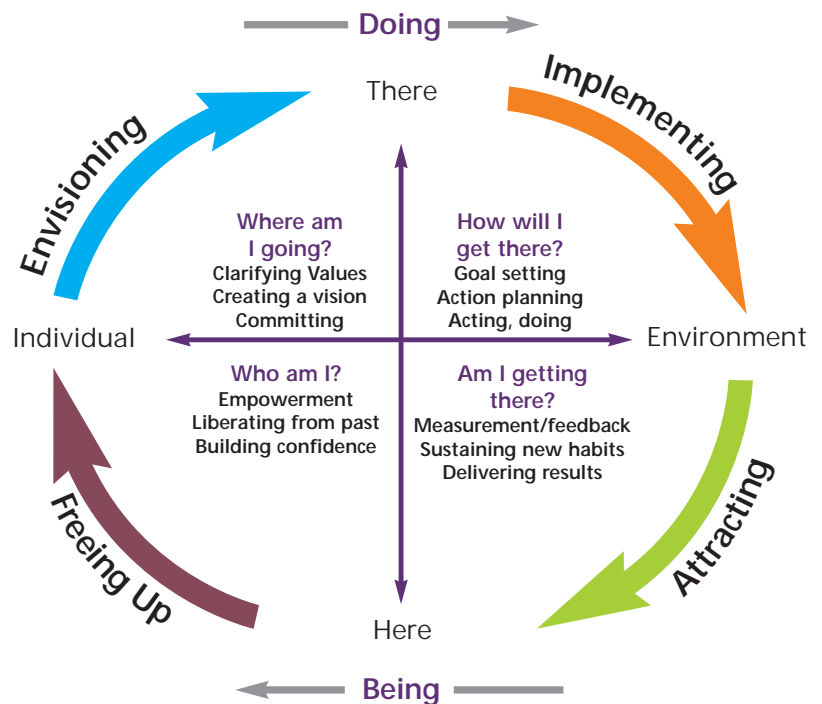 Doing
There
Envisioning
Implementing
Where am
I going?
Clarifying Values
Creating a vision
Committing
How will I
get there?
Goal setting
Action planning
Acting, doing
Individual
Environment
Who am I?
Empowerment
Liberating from past
Building confidence
Am I getting
there?
Measurement/feedback
Sustaining new habits
Delivering results
Freeing Up
Attracting
Here
Being